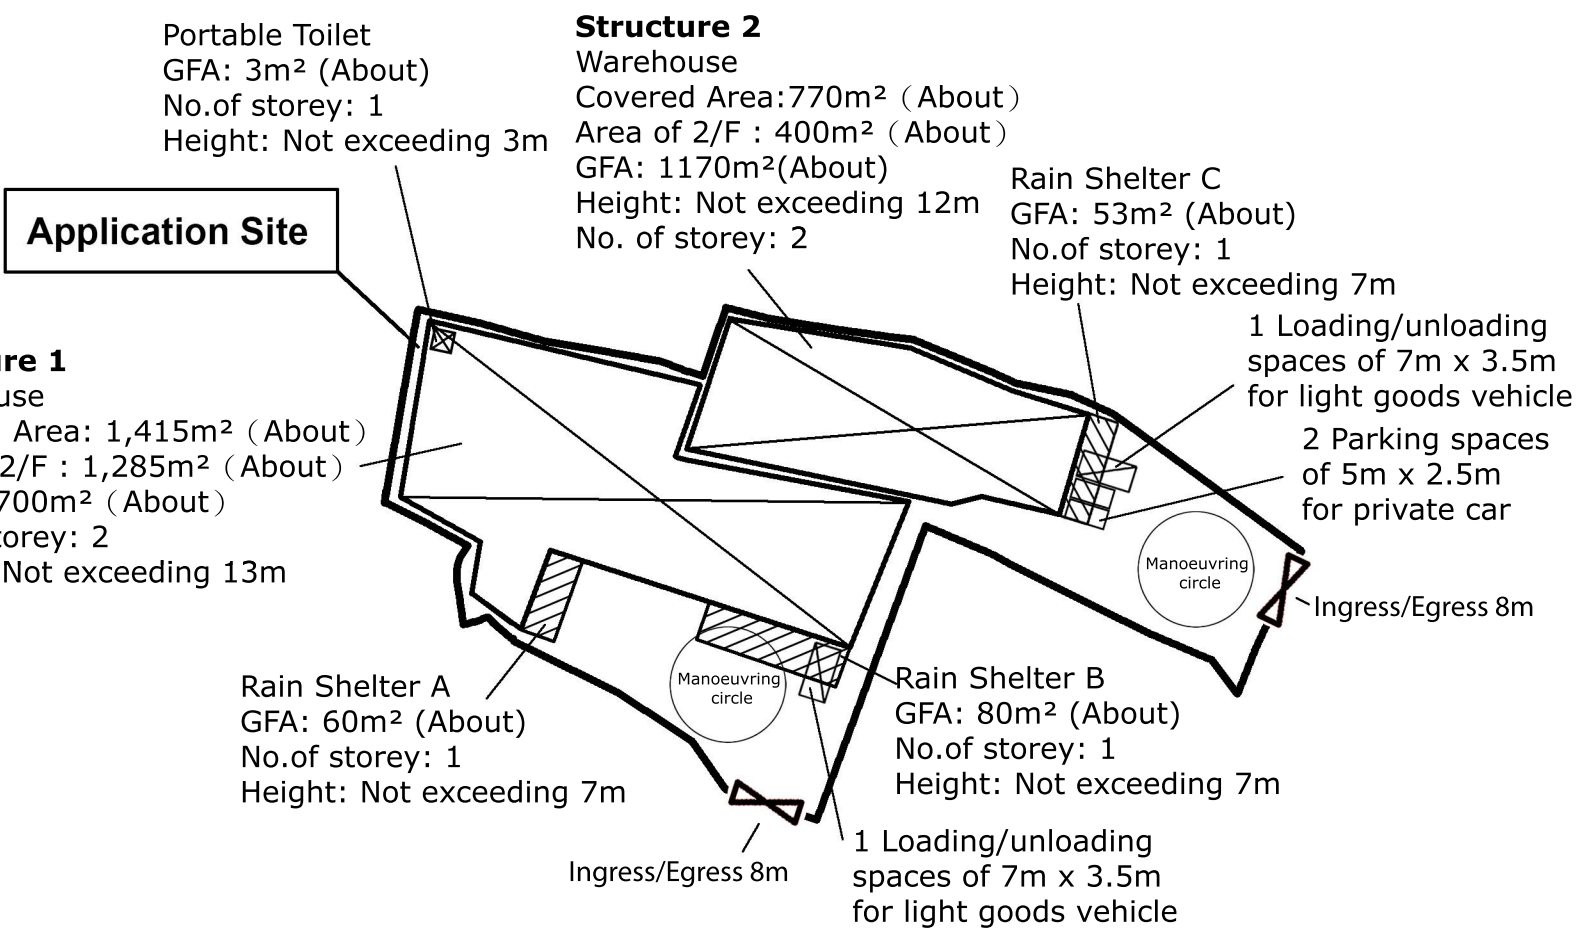 Portable Toilet
GFA: 3m² (About)
No.of storey: 1
Height: Not exceeding 3m
Structure 2
Warehouse
Covered Area:770m²（About）
Area of 2/F : 400m²（About）
GFA: 1170m²(About)
Height: Not exceeding 12m
No. of storey: 2
Rain Shelter C
GFA: 53m² (About)
No.of storey: 1
Height: Not exceeding 7m
Application Site
1 Loading/unloading
spaces of 7m x 3.5m
for light goods vehicle
2 Parking spaces
of 5m x 2.5m
for private car
re 1
use
Area: 1,415m²（About）
2/F : 1,285m²（About）
700m²（About）
orey: 2
Not exceeding 13m
Manoeuvring
circle
Ingress/Egress 8m
Rain Shelter A
GFA: 60m² (About)
No.of storey: 1
Height: Not exceeding 7m
Manoeuvring
circle
Rain Shelter B
GFA: 80m² (About)
No.of storey: 1
Height: Not exceeding 7m
Ingress/Egress 8m
1 Loading/unloading
spaces of 7m x 3.5m
for light goods vehicle